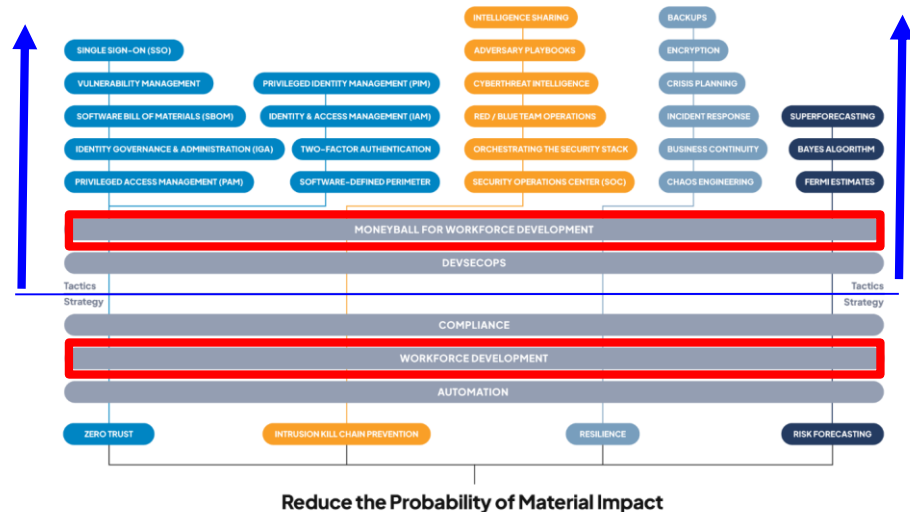 INTELLIGENCE SHARING
BACKUPS
SINGLE SIGN-ON (SSO)
ADVERSARY PLAYBOOKS
ENCRYPTION
VULNERABILITY MANAGEMENT
PRIVILEGED IDENTITY MANAGEMENT (PIM)
CYBERTHREAT INTELLIGENCE
CRISIS PLANNING
SOFTWARE BILL OF MATERIALS (SBOM)
IDENTITY & ACCESS MANAGEMENT (IAM)
RED / BLUE TEAM OPERATIONS
INCIDENT RESPONSE
SUPERFORECASTING
IDENTITY GOVERNANCE & ADMINISTRATION (IGA)
TWO-FACTOR AUTHENTICATION
ORCHESTRATING THE SECURITY STACK
BUSINESS CONTINUITY
BAYES ALGORITHM
PRIVILEGED ACCESS MANAGEMENT (PAM)
SOFTWARE-DEFINED PERIMETER
SECURITY OPERATIONS CENTER (SOC)
CHAOS ENGINEERING
FERMI ESTIMATES
MONEYBALL FOR WORKFORCE DEVELOPMENT
DEVSECOPS
Tactics
Tactics
Strategy
Strategy
COMPLIANCE
WORKFORCE DEVELOPMENT
AUTOMATION
ZERO TRUST
INTRUSION KILL CHAIN PREVENTION
RESILIENCE
RISK FORECASTING
Reduce the Probability of Material Impact